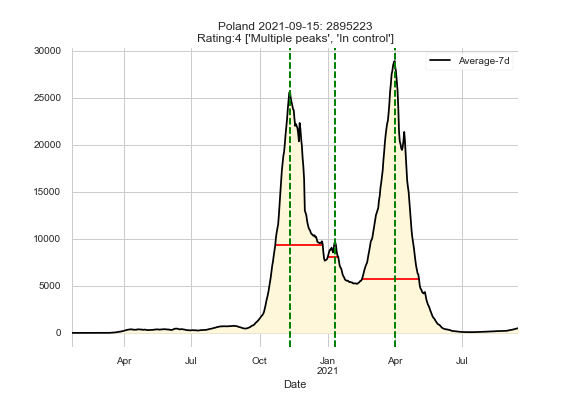 Poland 2021-09-15: 2895223
Rating:4 ['Multiple peaks', 'In control']
30000
25000
20000
15000
10000
5000
0
Average-7d
Apr
Jul
Oct
Jan
2021
Apr
Jul
Date